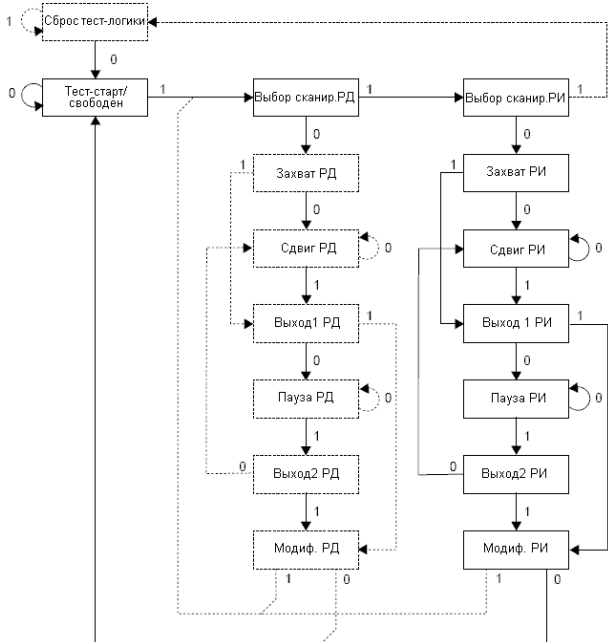 1
Сброс тест-логики
0
0
Тест-старт/
свободен
1
Выбор сканир.РД
1
Выбор сканир.РИ
1
0
0
1
Захват РД
1
Захват РИ
0
0
Сдвиг РД
0
Сдвиг РИ
0
1
1
Выход1 РД
1
Выход 1 РИ
1
0
0
Пауза РД
0
Пауза РИ
0
1
1
0
Выход2 РД
0
Выход2 РИ
1
1
Модиф. РД
Модиф. РИ
1
0
1
0